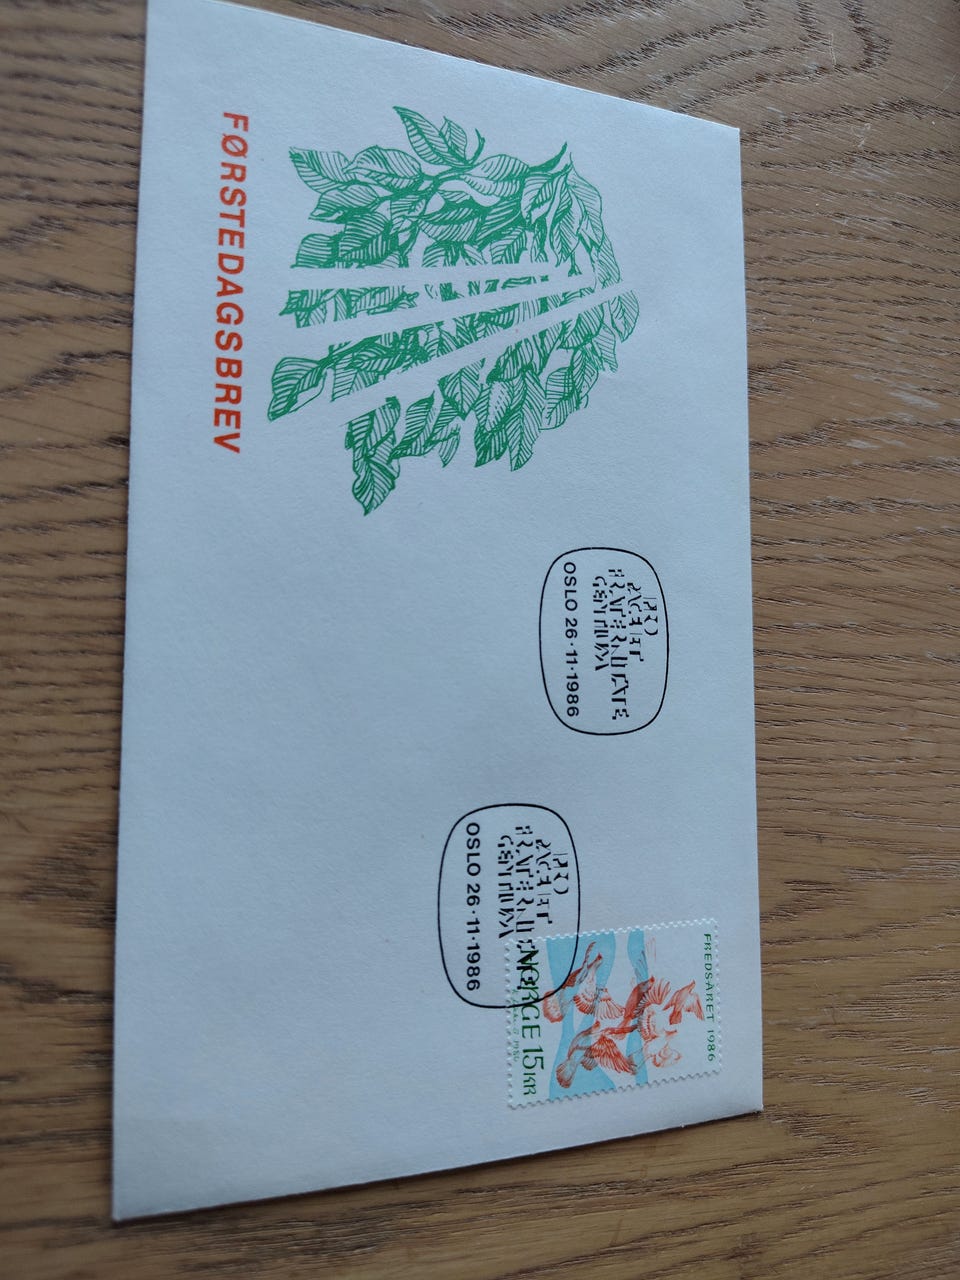 FREDSÅRET 1986
NORGE 15 KR
PRO
PACE ET
FRATERNITATE
GENTIUM
OSLO 26·11·1986
PRO
PACE ET
FRATERNITATE
GENTIUM
OSLO 26·11·1986
FØRSTEDAGSBREV